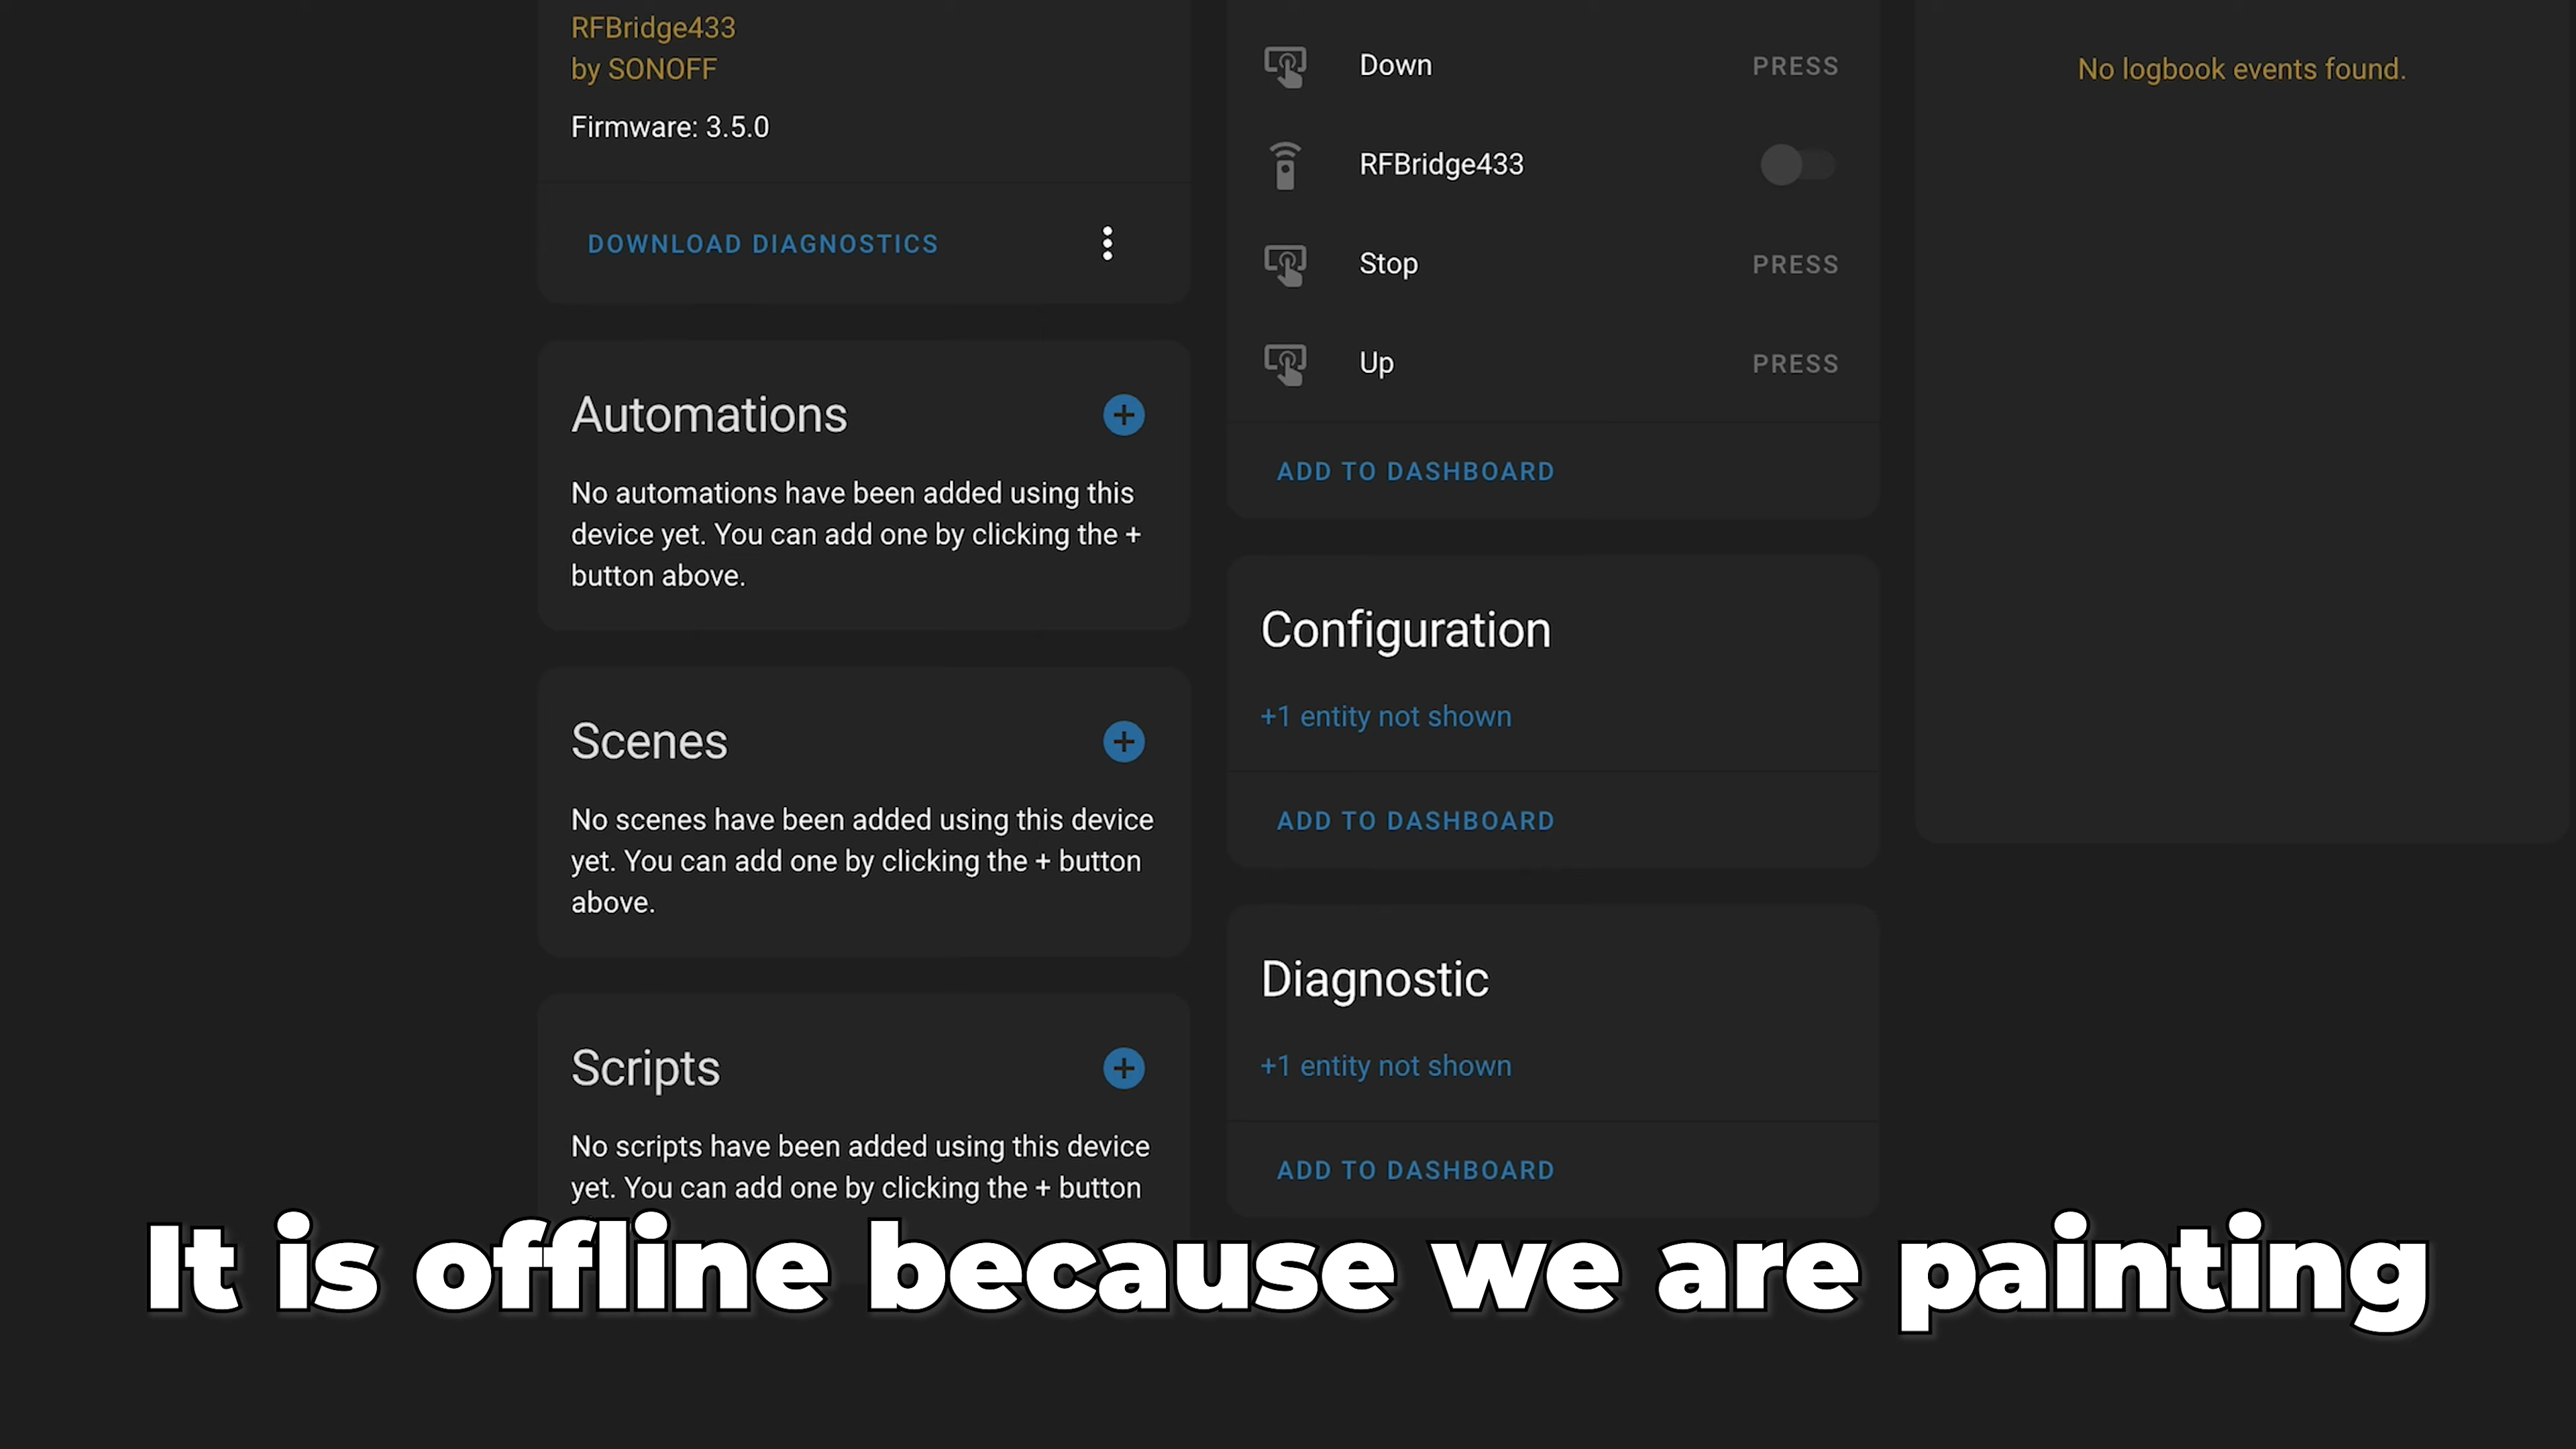 RFBridge433
by SONOFF
Firmware: 3.5.0
DOWNLOAD DIAGNOSTICS
Automations
No automations have been added using this
device yet. You can add one by clicking the +
button above.
Scenes
No scenes have been added using this device
yet. You can add one by clicking the + button
above.
Scripts
No scripts have been added using this device
yet. You can add one by clicking the + button
Down PRESS
RFBridge433
Stop PRESS
Up PRESS
ADD TO DASHBOARD
Configuration
+1 entity not shown
ADD TO DASHBOARD
Diagnostic
+1 entity not shown
ADD TO DASHBOARD
No logbook events found.
It is offline because we are painting